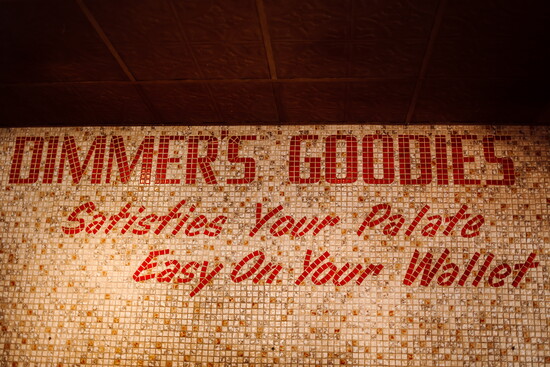 DIMMER'S GOODIES
Satisfies Your Palate
Easy On Your Wallet